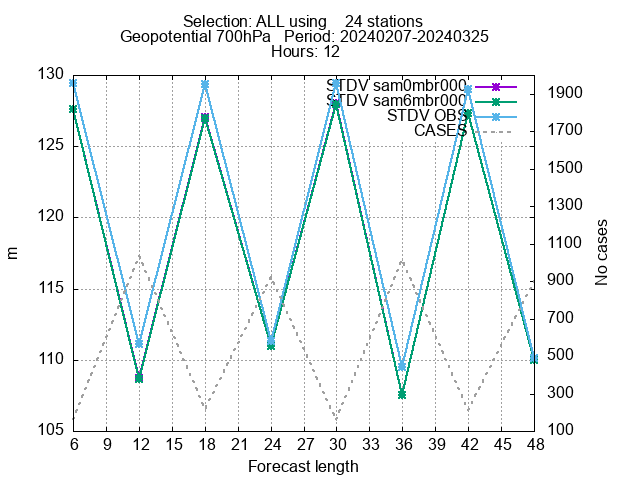 Selection: ALL using    24 stations
Geopotential 700hPa   Period: 20240207-20240325
Hours: 12
STDV sam0mbr000
STDV sam6mbr000
STDV OBS
CASES
130
125
120
115
110
105
m
1900
1700
1500
1300
1100
900
700
500
300
100
No cases
6 9 12 15 18 21 24 27 30 33 36 39 42 45 48
Forecast length